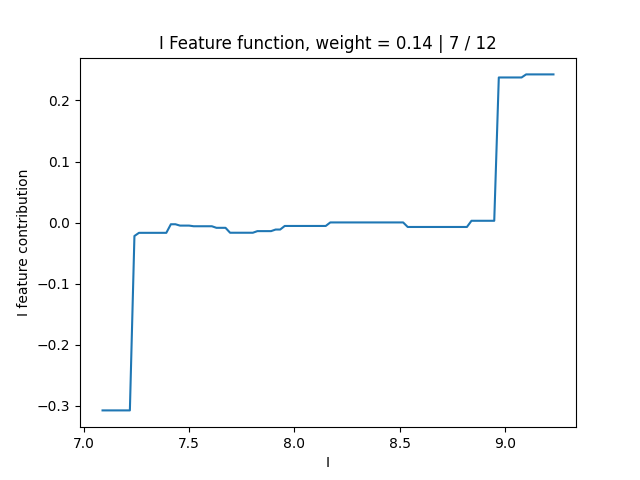 I Feature function, weight = 0.14 | 7 / 12
I feature contribution
0.2
0.1
0.0
−0.1
−0.2
−0.3
7.0 7.5 8.0 8.5 9.0
I